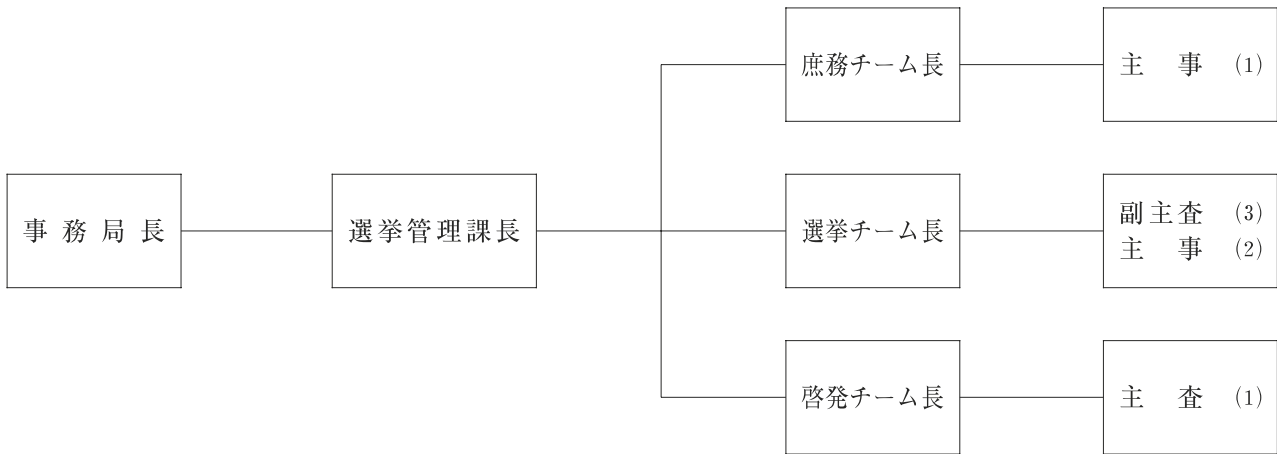 事務局長
選挙管理課長
庶務チーム長
主事 (1)
選挙チーム長
副主査 (3)
主事 (2)
啓発チーム長
主査 (1)